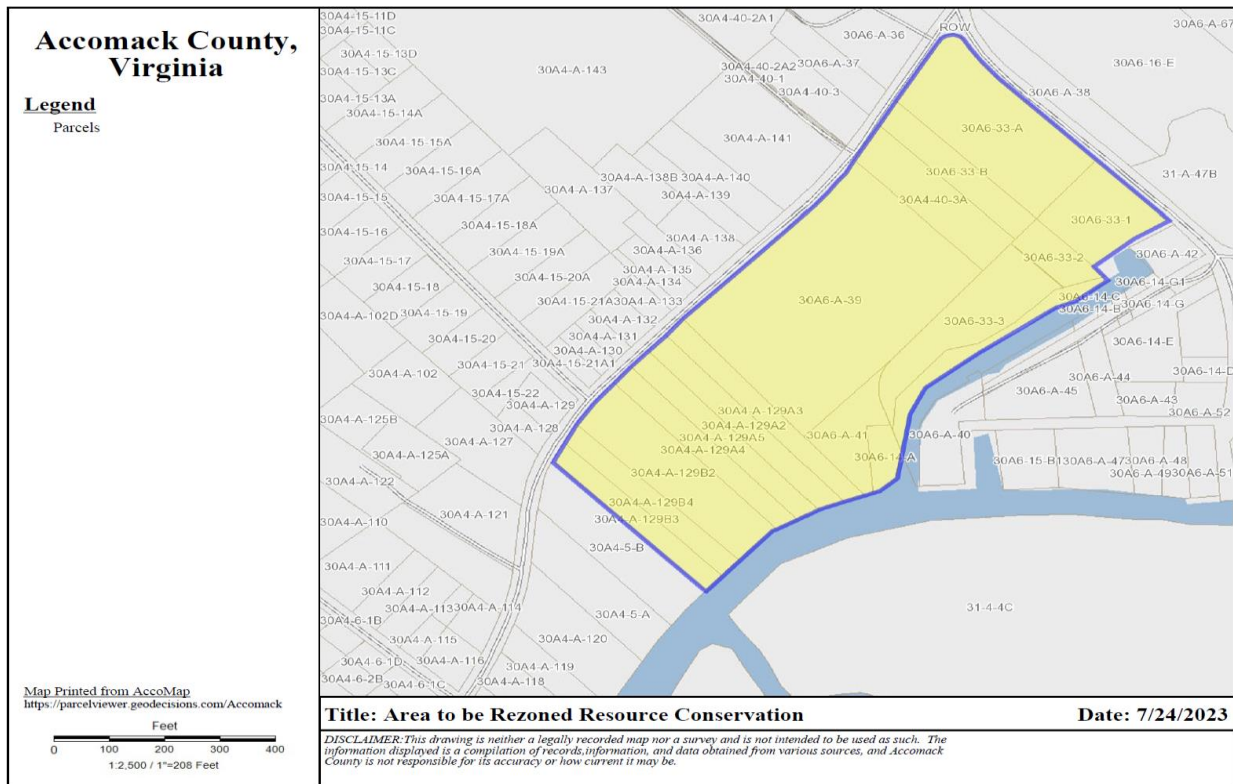 Accomack County,
Virginia
Legend
Parcels
Map Printed from AccoMap
https://parcelviewer.geodecisions.com/Accomack
Feet
0 100 200 300 400
1:2,500 / 1"=208 Feet
30A4-15-11D
30A4-15-11C
30A4-15-13D
30A4-15-13C
30A4-15-13A
30A4-15-14A
30A4-15-15A
30A4-15-14
30A4-15-16A
30A4-15-15
30A4-15-17A
30A4-15-16
30A4-15-18A
30A4-15-17
30A4-15-19A
30A4-15-18
30A4-15-20A
30A4-A-102D
30A4-15-19
30A4-15-21A
30A4-15-20
30A4-A-102
30A4-15-21
30A4-15-21A1
30A4-15-22
30A4-A-125B
30A4-A-129
30A4-A-128
30A4-A-127
30A4-A-125A
30A4-A-122
30A4-A-121
30A4-A-110
30A4-A-111
30A4-A-112
30A4-A-113
30A4-A-114
30A4-6-1B
30A4-A-115
30A4-A-116
30A4-6-1D
30A4-6-2B
30A4-6-1C
30A4-A-118
30A4-A-119
30A4-A-120
30A4-5-A
30A4-5-B
30A4-40-2A1
30A6-A-36
ROW
30A6-A-67
30A4-A-143
30A4-40-2A2
30A6-A-37
30A4-40-1
30A4-40-3
30A6-16-E
30A6-A-38
30A4-A-141
30A6-33-A
30A4-A-137
30A4-A-138B
30A4-A-140
30A4-A-139
30A6-33-B
31-A-47B
30A4-40-3A
30A6-33-1
30A4-A-138
30A4-A-136
30A4-A-135
30A4-A-134
30A4-A-133
30A4-A-132
30A4-A-131
30A4-A-130
30A6-33-2
30A6-A-42
30A6-14-G1
30A6-A-39
30A6-14-C
30A6-14-B
30A6-14-G
30A6-33-3
30A6-14-E
30A6-14-D
30A6-A-44
30A6-A-45
30A6-A-43
30A6-A-52
30A4-A-129A3
30A4-A-129A2
30A4-A-129A5
30A4-A-129A4
30A6-A-41
30A6-A-40
30A6-14-A
30A4-A-129B2
30A6-15-B1
30A6-A-47
30A6-A-48
30A6-A-49
30A6-A-51
30A4-A-129B4
30A4-A-129B3
31-4-4C
Title: Area to be Rezoned Resource Conservation
Date: 7/24/2023
DISCLAIMER:This drawing is neither a legally recorded map nor a survey and is not intended to be used as such. The
information displayed is a compilation of records,information, and data obtained from various sources, and Accomack
County is not responsible for its accuracy or how current it may be.